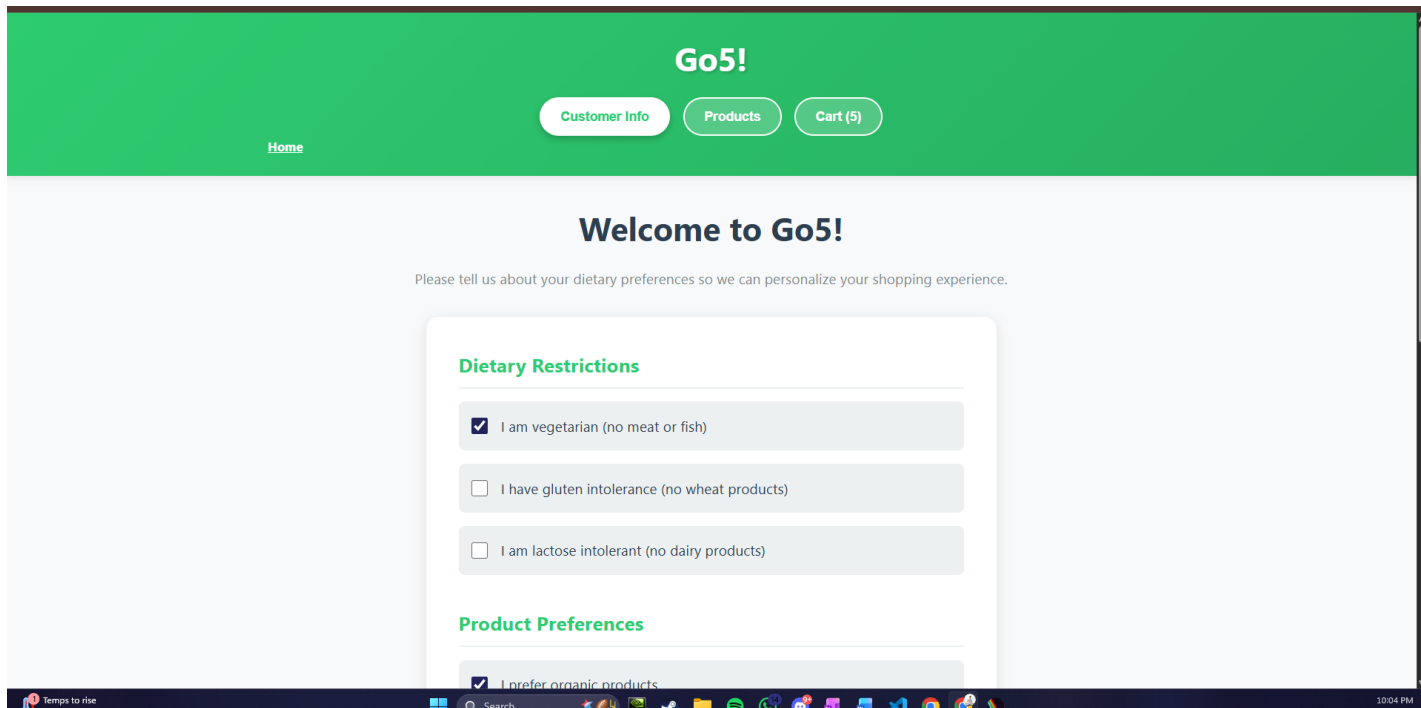 Go5!
Customer Info
Products
Cart (5)
Home
Welcome to Go5!
Please tell us about your dietary preferences so we can personalize your shopping experience.
Dietary Restrictions
I am vegetarian (no meat or fish)
I have gluten intolerance (no wheat products)
I am lactose intolerant (no dairy products)
Product Preferences
I prefer organic products
1
Temps to rise
Search
9+
10:04 PM